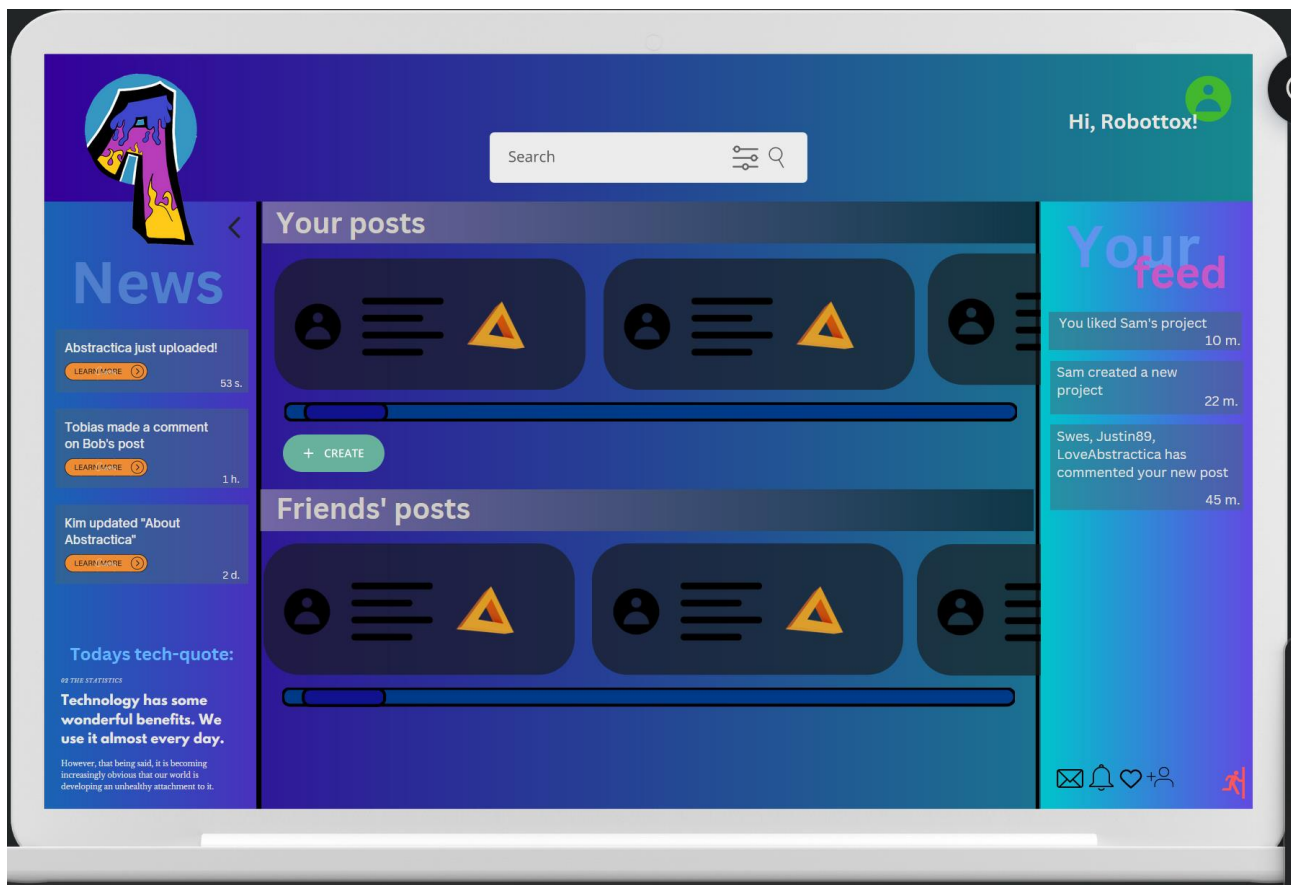 Hi, Robottox!
Search
News
Abstractica just uploaded!
LEARN MORE
53 s.
Tobias made a comment
on Bob's post
LEARN MORE
1 h.
Kim updated "About
Abstractica"
LEARN MORE
2 d.
Todays tech-quote:
02 THE STATISTICS
Technology has some
wonderful benefits. We
use it almost every day.
However, that being said, it is becoming
increasingly obvious that our world is
developing an unhealthy attachment to it.
Your posts
+ CREATE
Friends' posts
Your
feed
You liked Sam's project
10 m.
Sam created a new
project
22 m.
Swes, Justin89,
LoveAbstractica has
commented your new post
45 m.